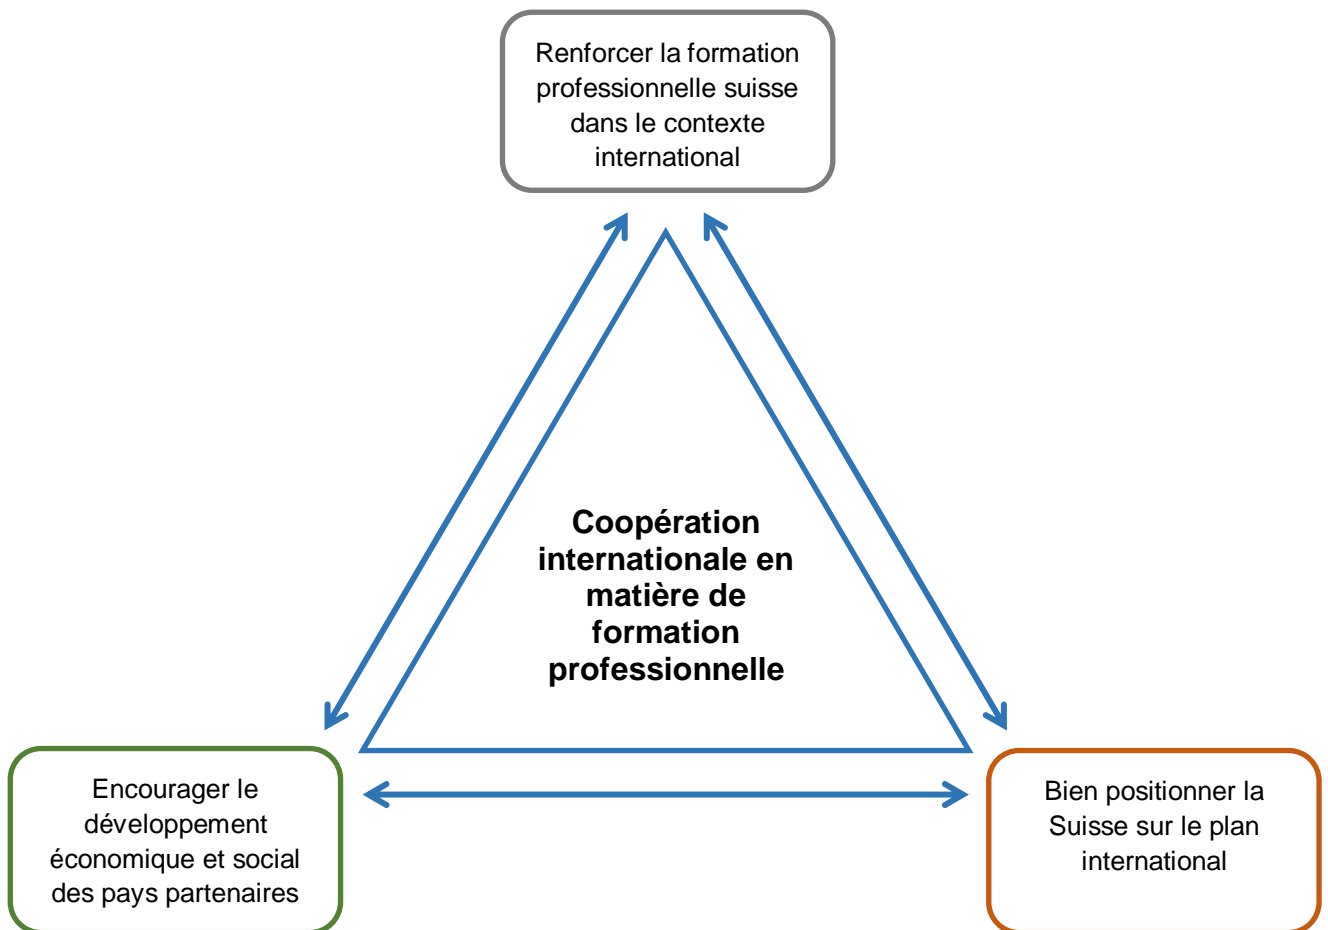 Renforcer la formation
professionnelle suisse
dans le contexte
international
Coopération
internationale en
matière de
formation
professionnelle
Encourager le
développement
économique et social
des pays partenaires
Bien positionner la
Suisse sur le plan
international